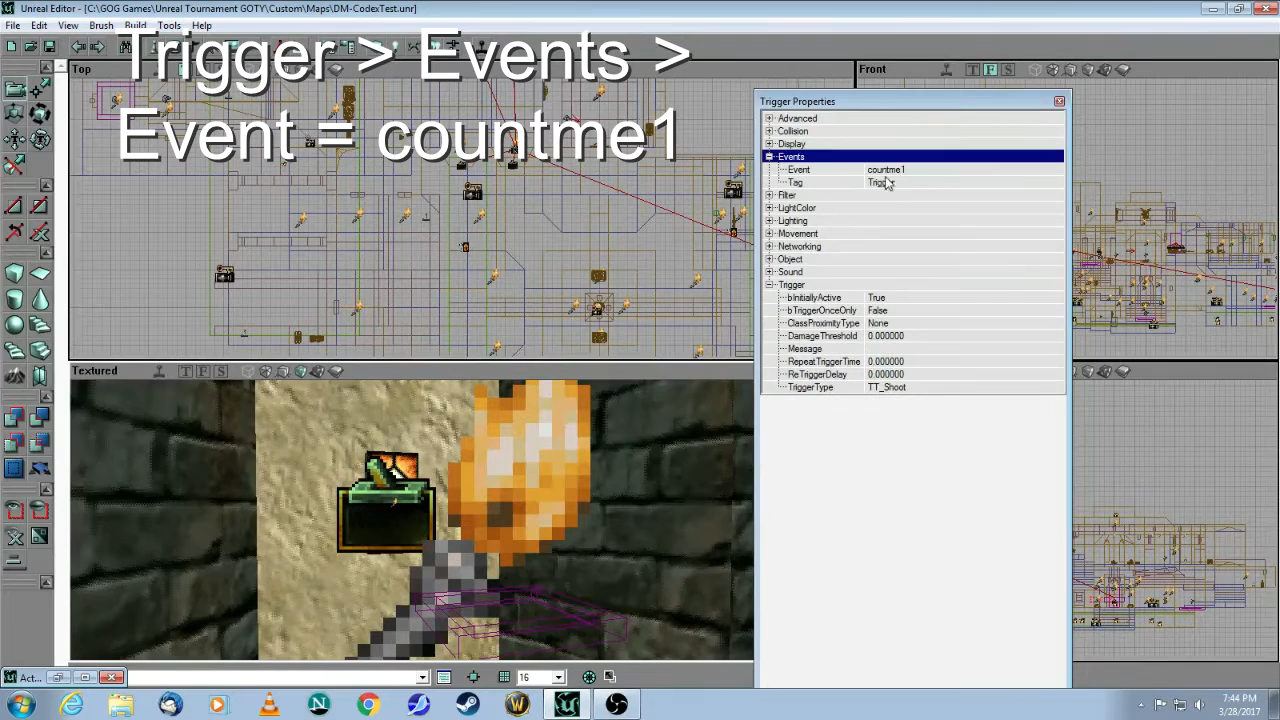 Unreal Editor - [C:\GOG Games\Unreal Tournament GOTY\Custom\Maps\DM-CodexTest.unr]
File Edit View Brush Build Tools Help
Trigger > Events >
Event = countme1
Top
T F S
Front
T F S
Trigger Properties
Advanced
Collision
Display
Events
Event countme1
Tag
Filter
LightColor
Lighting
Movement
Networking
Object
Sound
Trigger
bInitiallyActive True
bTriggerOnceOnly False
ClassProximityType None
DamageThreshold 0.000000
Message
RepeatTriggerTime 0.000000
ReTriggerDelay 0.000000
TriggerType TT_Shoot
Textured
T F S
Act...
16
7:44 PM
3/28/2017